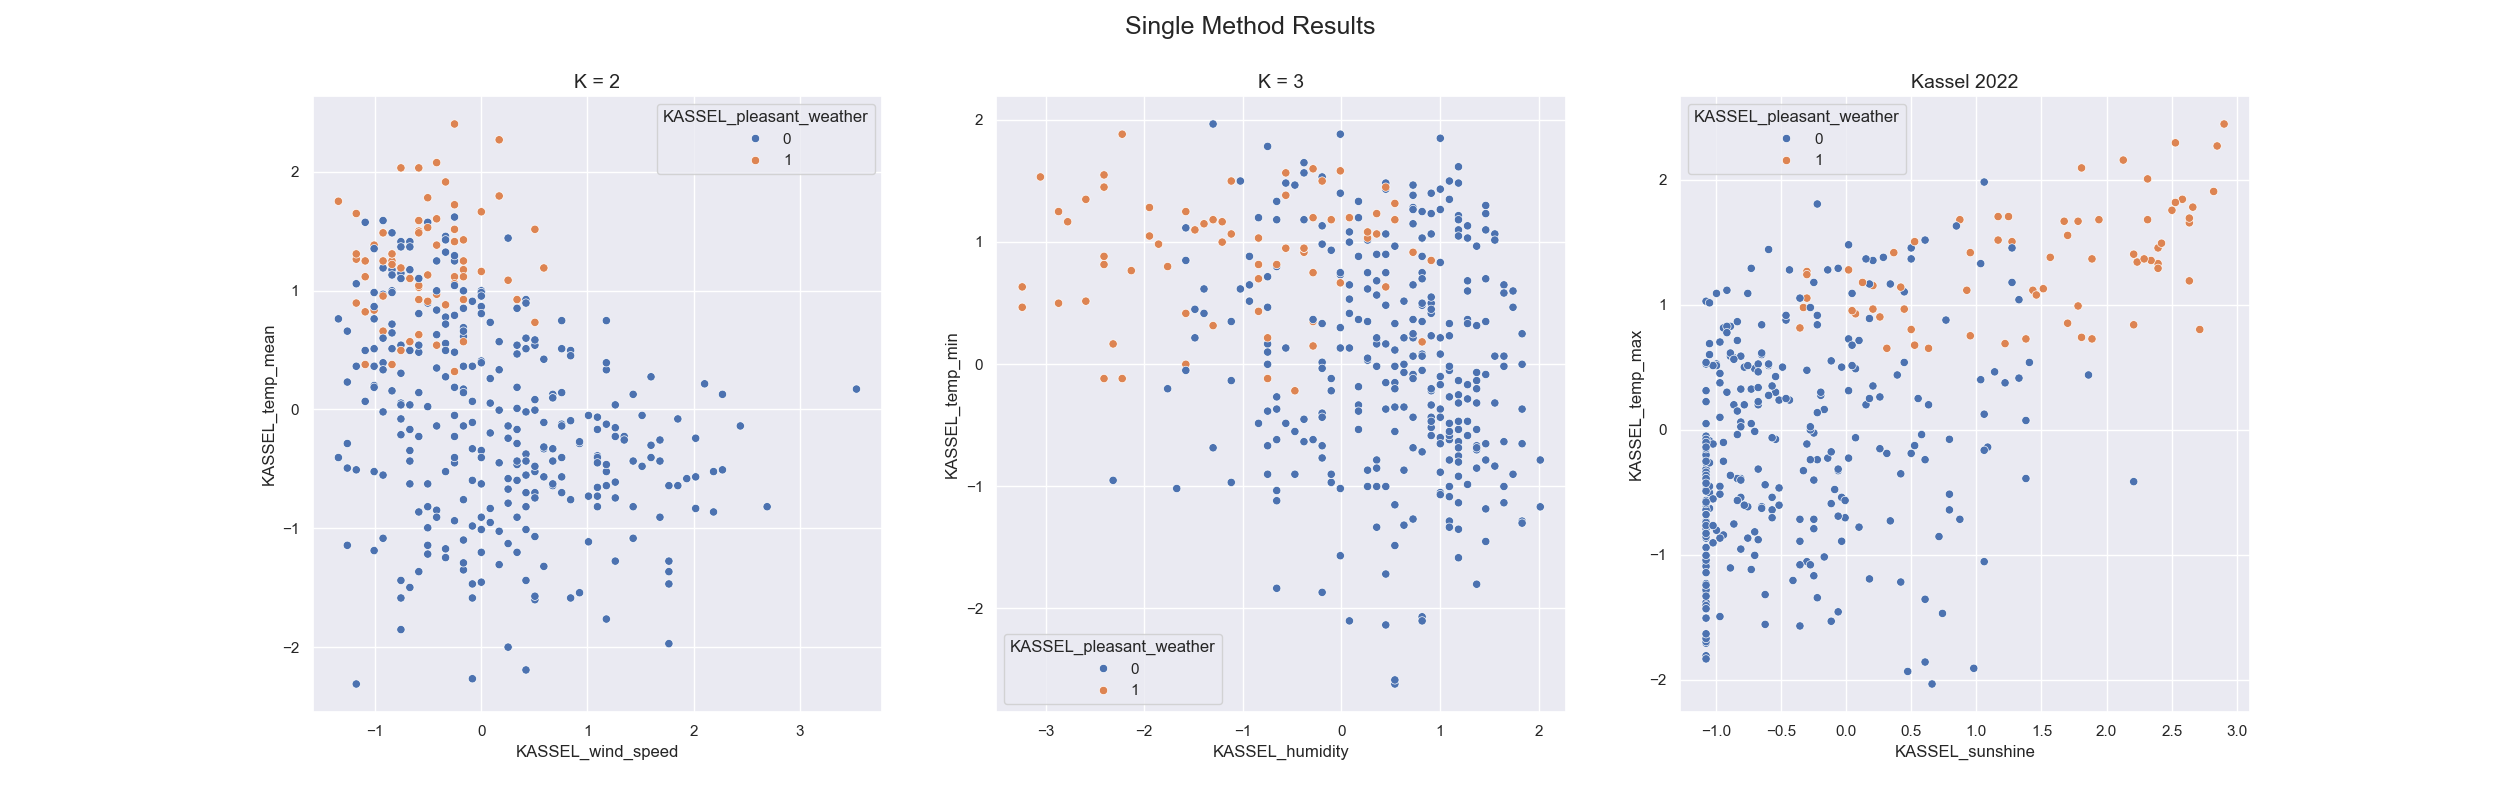 Single Method Results
K = 2
KASSEL_pleasant_weather
0
1
2
1
0
−1
−2
KASSEL_temp_mean
−1 0 1 2 3
KASSEL_wind_speed
K = 3
2
1
0
−1
−2
KASSEL_temp_min
KASSEL_pleasant_weather
0
1
−3 −2 −1 0 1 2
KASSEL_humidity
Kassel 2022
KASSEL_pleasant_weather
0
1
2
1
0
−1
−2
KASSEL_temp_max
−1.0 −0.5 0.0 0.5 1.0 1.5 2.0 2.5 3.0
KASSEL_sunshine